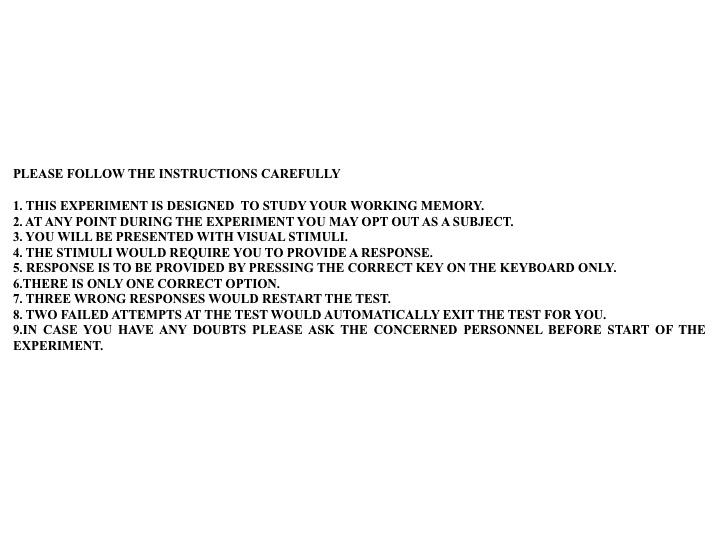 PLEASE FOLLOW THE INSTRUCTIONS CAREFULLY
1. THIS EXPERIMENT IS DESIGNED  TO STUDY YOUR WORKING MEMORY.
2. AT ANY POINT DURING THE EXPERIMENT YOU MAY OPT OUT AS A SUBJECT.
3. YOU WILL BE PRESENTED WITH VISUAL STIMULI.
4. THE STIMULI WOULD REQUIRE YOU TO PROVIDE A RESPONSE.
5. RESPONSE IS TO BE PROVIDED BY PRESSING THE CORRECT KEY ON THE KEYBOARD ONLY.
6.THERE IS ONLY ONE CORRECT OPTION.
7. THREE WRONG RESPONSES WOULD RESTART THE TEST.
8. TWO FAILED ATTEMPTS AT THE TEST WOULD AUTOMATICALLY EXIT THE TEST FOR YOU.
9.IN CASE YOU HAVE ANY DOUBTS PLEASE ASK THE CONCERNED PERSONNEL BEFORE START OF THE
EXPERIMENT.